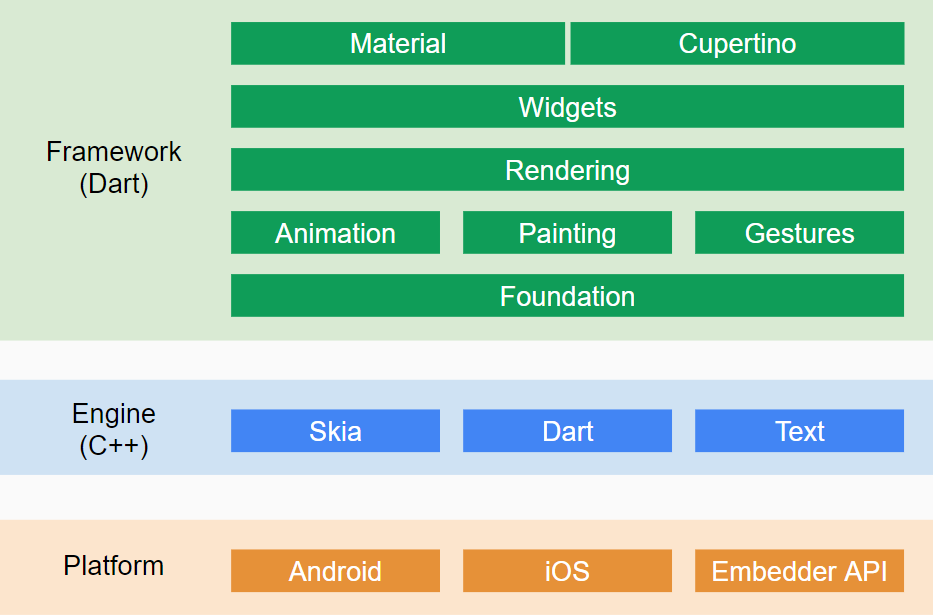 Material
Cupertino
Widgets
Framework
(Dart)
Rendering
Animation
Painting
Gestures
Foundation
Engine
(C++)
Skia
Dart
Text
Platform
Android
iOS
Embedder API